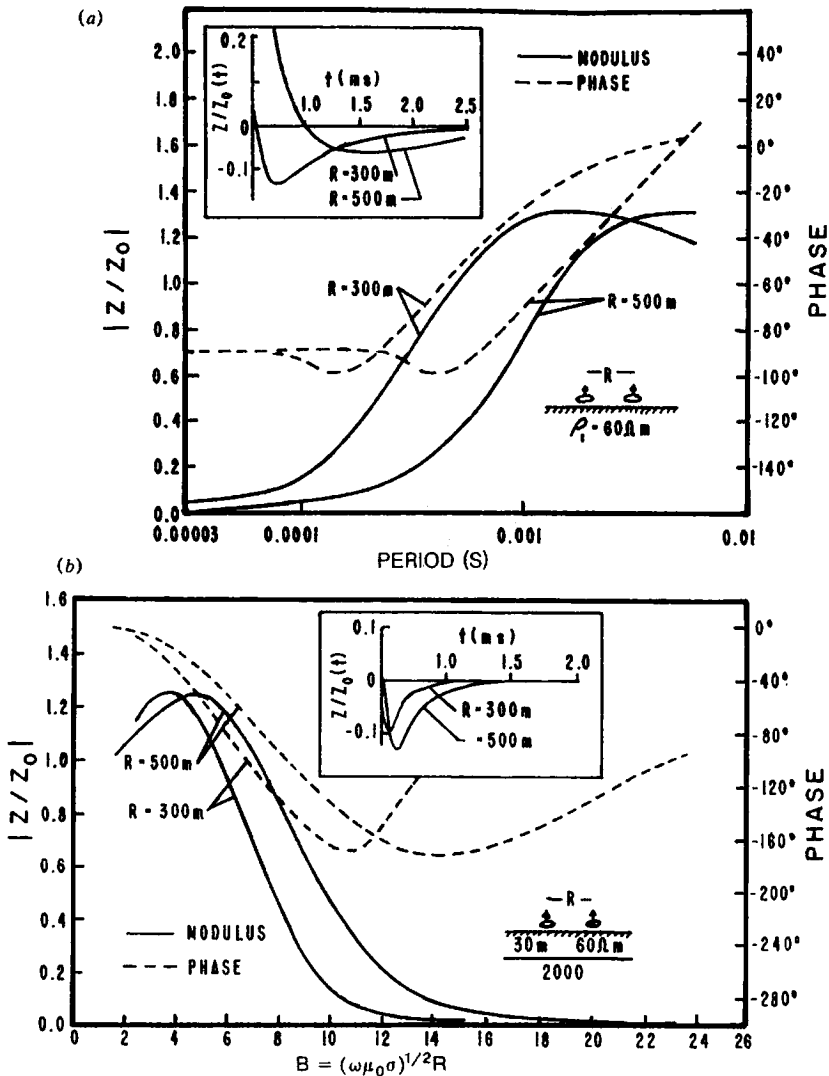 (a)
MODULUS
PHASE
0.2
0
-0.1
Z/Z₀(t)
t(ms)
1.0 1.5 2.0 2.5
R=300m
R=500m
2.0
1.8
1.6
1.4
1.2
1.0
0.8
0.6
0.4
0.2
0.0
|Z/Z₀|
40°
10°
0°
-20°
-40°
-60°
-80°
-100°
-120°
-140°
PHASE
R=300m
R=500m
R
ρ₁=60Ωm
0.00003 0.0001 0.001 0.01
PERIOD (S)
(b)
1.6
1.4
1.2
1.0
0.8
0.6
0.4
0.2
0.0
|Z/Z₀|
0.1
0
-0.1
Z/Z₀(t)
t(ms)
1.0 1.5 2.0
R=300m
=500m
R=500m
R=300m
0°
-40°
-80°
-120°
-160°
-200°
-240°
-280°
PHASE
MODULUS
PHASE
R
30m 60Ωm
2000
0 2 4 6 8 10 12 14 16 18 20 22 24 26
B = (ωμ₀σ)¹/²R